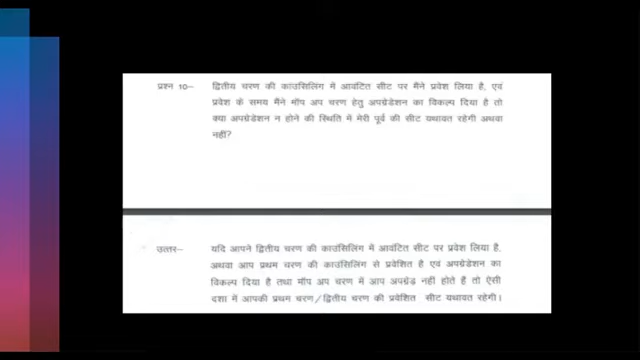 प्रश्न 10– द्वितीय चरण की काउंसिलिंग में आवंटित सीट पर मैंने प्रवेश लिया है, एवं
प्रवेश के समय मैंने मॉप अप चरण हेतु अपग्रेडेशन का विकल्प दिया है तो
क्या अपग्रेडेशन न होने की स्थिति में मेरी पूर्व की सीट यथावत रहेगी अथवा
नहीं?
उत्तर– यदि आपने द्वितीय चरण की काउंसिलिंग में आवंटित सीट पर प्रवेश लिया है,
अथवा आप प्रथम चरण की काउंसिलिंग से प्रवेशित है एवं अपग्रेडेशन का
विकल्प दिया है तथा मॉप अप चरण में आप अपग्रेड नहीं होते हैं तो ऐसी
दशा में आपकी प्रथम चरण/द्वितीय चरण की प्रवेशित सीट यथावत रहेगी।